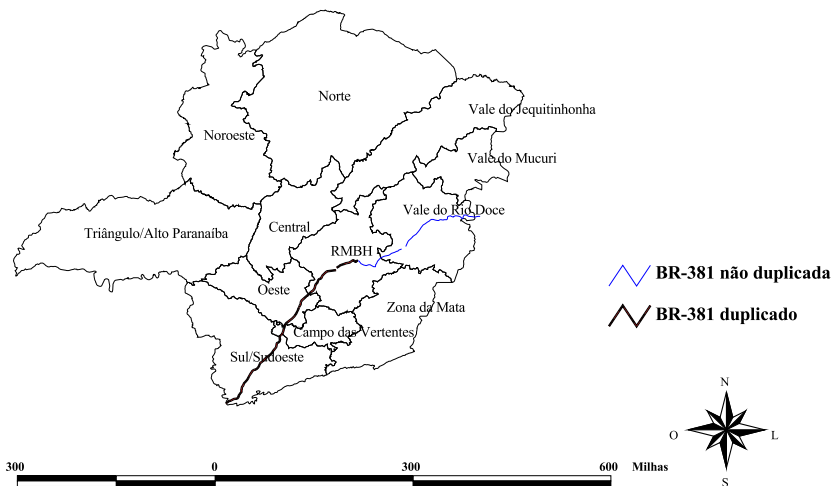 Norte
Vale do Jequitinhonha
Noroeste
Vale do Mucuri
Vale do Rio Doce
Central
Triângulo/Alto Paranaíba
RMBH
BR-381 não duplicada
Oeste
Zona da Mata
BR-381 duplicado
Campo das Vertentes
Sul/Sudoeste
N
O
L
S
300 0 300 600 Milhas